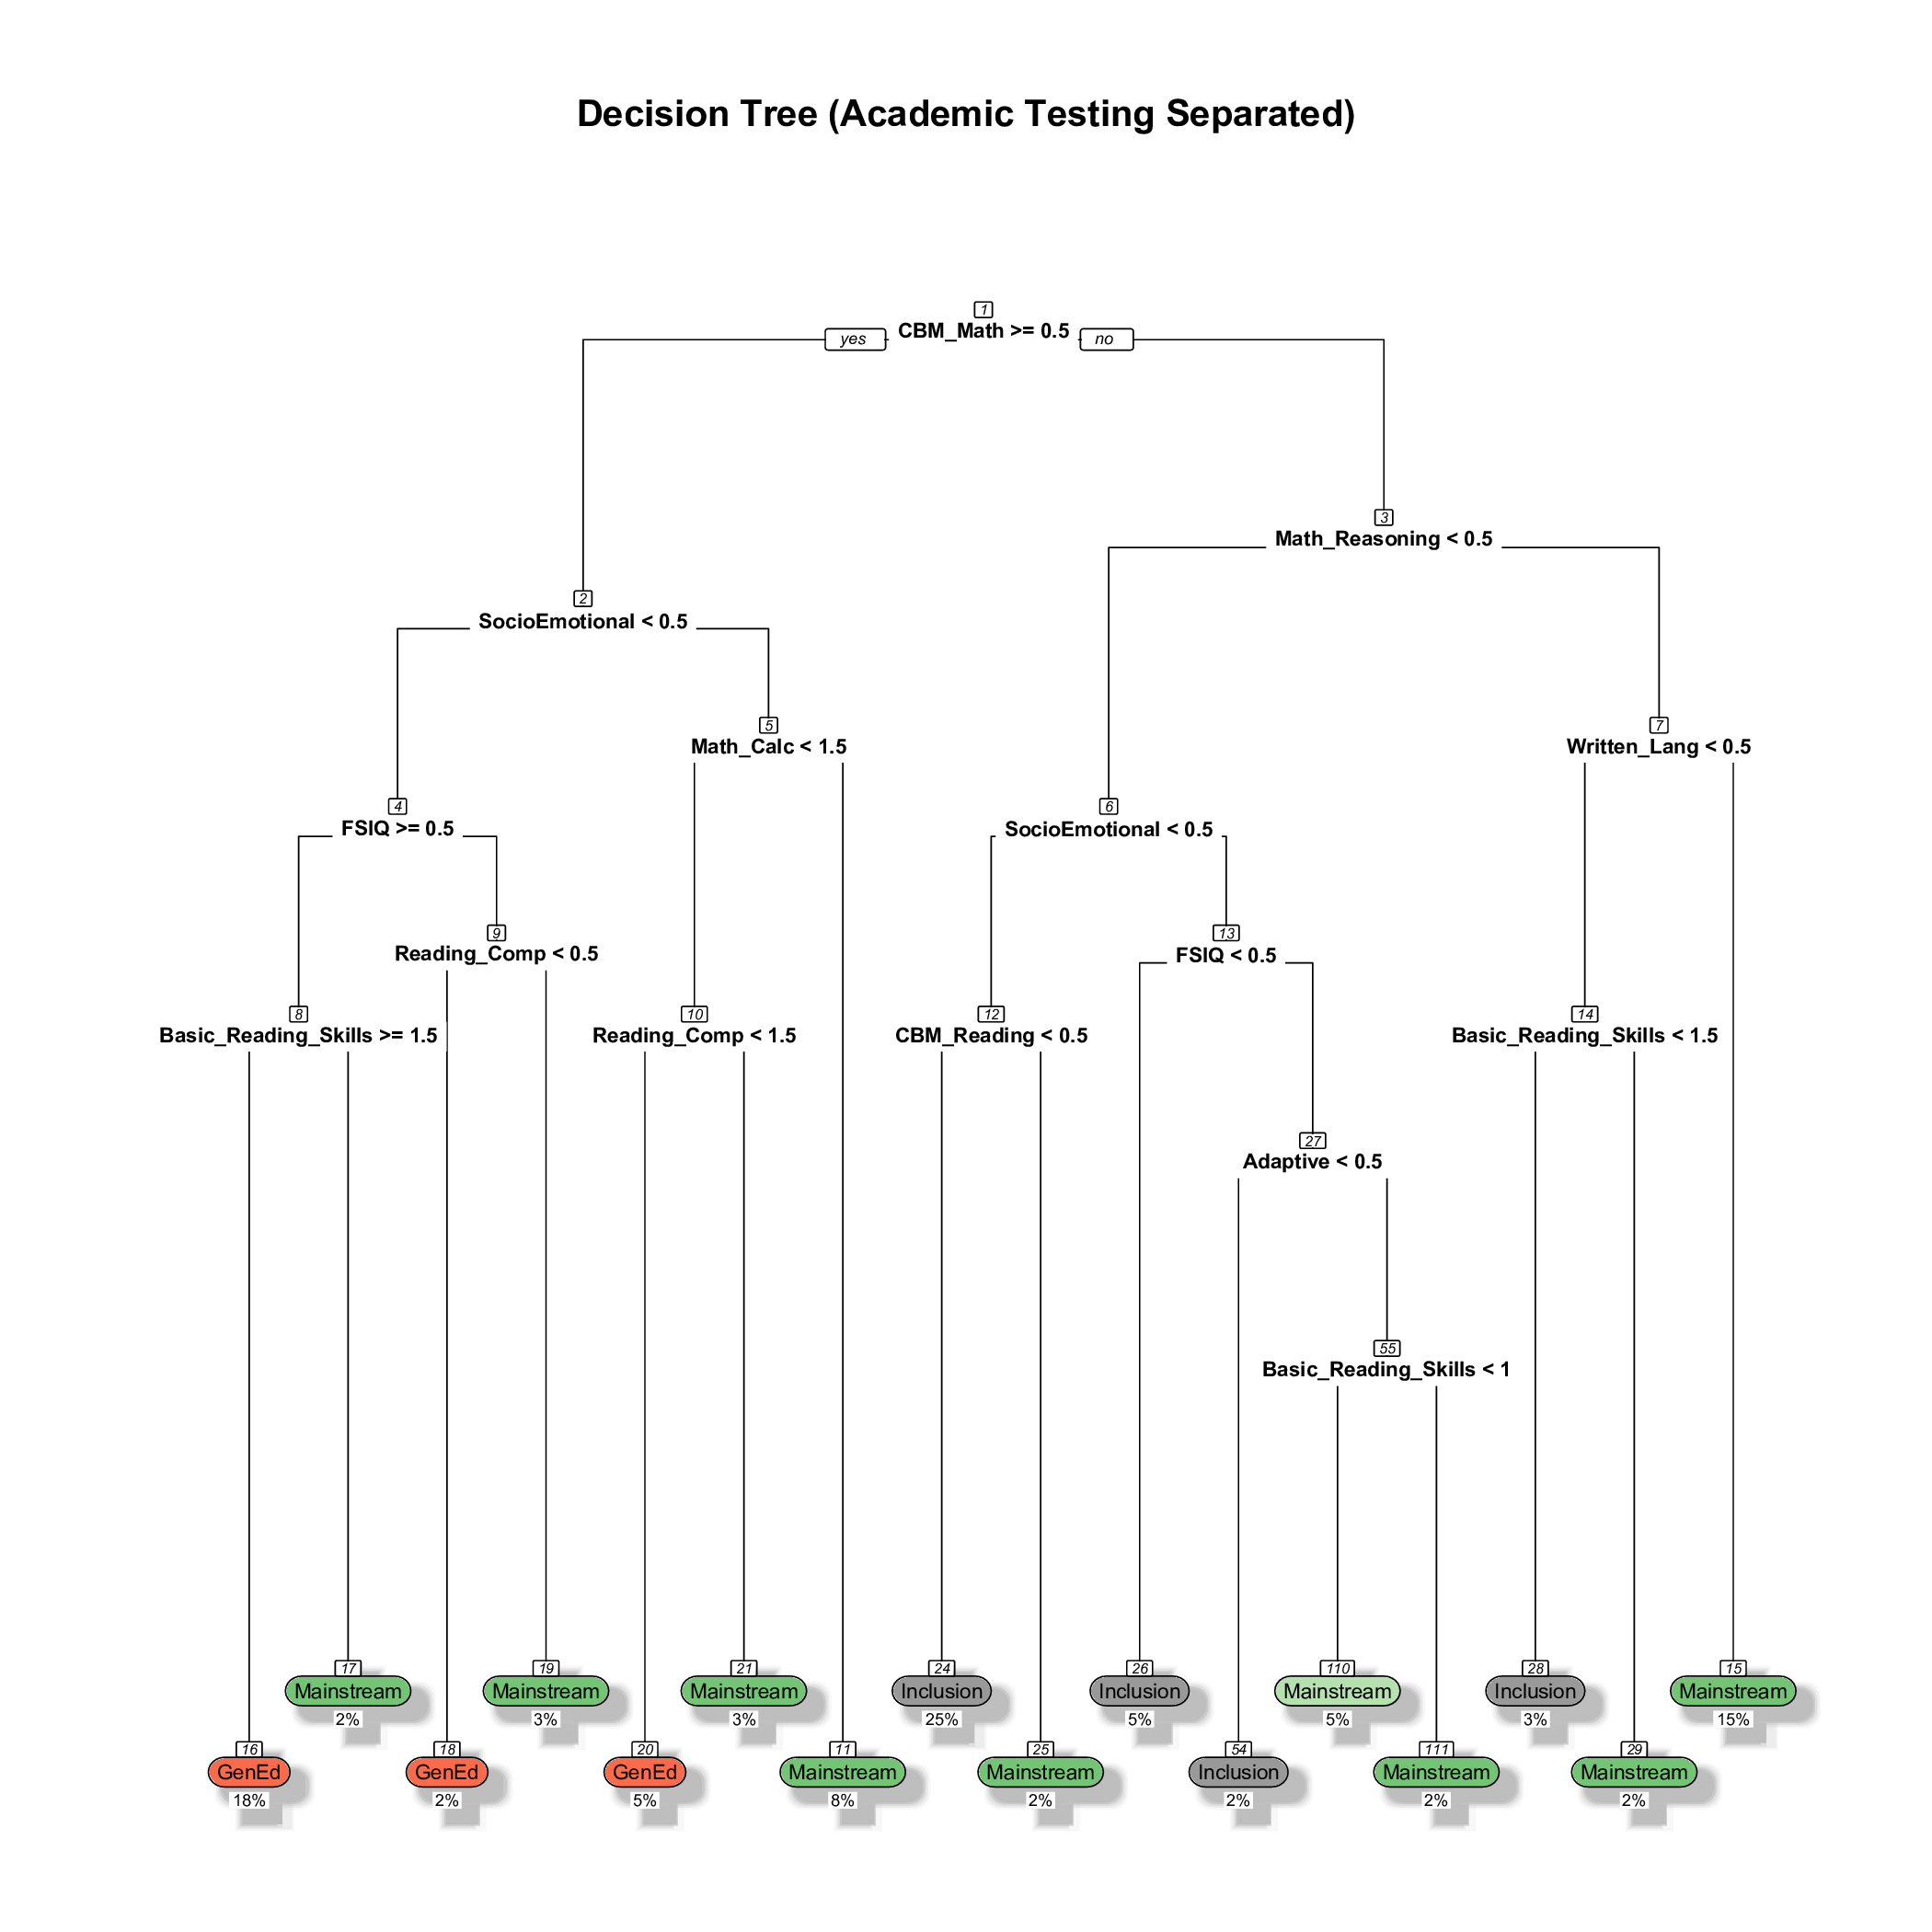 Decision Tree (Academic Testing Separated)
1
CBM_Math >= 0.5
yes
no
3
Math_Reasoning < 0.5
2
SocioEmotional < 0.5
5
Math_Calc < 1.5
7
Written_Lang < 0.5
4
FSIQ >= 0.5
6
SocioEmotional < 0.5
9
Reading_Comp < 0.5
13
FSIQ < 0.5
8
Basic_Reading_Skills >= 1.5
10
Reading_Comp < 1.5
12
CBM_Reading < 0.5
14
Basic_Reading_Skills < 1.5
27
Adaptive < 0.5
55
Basic_Reading_Skills < 1
17
Mainstream
2%
19
Mainstream
3%
21
Mainstream
3%
24
Inclusion
25%
26
Inclusion
5%
110
Mainstream
5%
28
Inclusion
3%
15
Mainstream
15%
16
GenEd
18%
18
GenEd
2%
20
GenEd
5%
11
Mainstream
8%
25
Mainstream
2%
54
Inclusion
2%
111
Mainstream
2%
29
Mainstream
2%